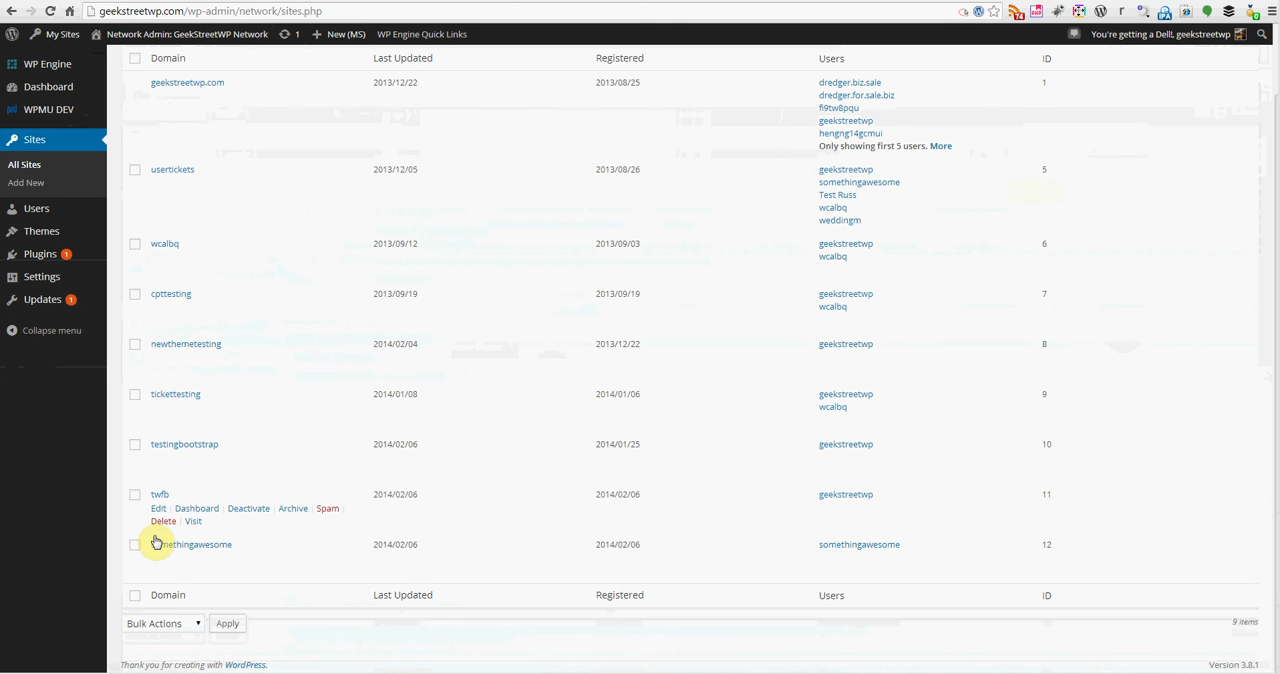 geekstreetwp.com/wp-admin/network/sites.php
74
My Sites Network Admin: GeekStreetWP Network 1 New (MS) WP Engine Quick Links You're getting a Dell!, geekstreetwp
WP Engine
Dashboard
WPMU DEV
Sites
All Sites
Add New
Users
Themes
Plugins 1
Settings
Updates 1
Collapse menu
Domain Last Updated Registered Users ID
geekstreetwp.com 2013/12/22 2013/08/25 dredger.biz.sale 1
dredger.for.sale.biz
fi9tw8pqu
geekstreetwp
hengng14gcmui
Only showing first 5 users. More
usertickets 2013/12/05 2013/08/26 geekstreetwp 5
somethingawesome
Test Russ
wcalbq
weddingm
wcalbq 2013/09/12 2013/09/03 geekstreetwp 6
wcalbq
cpttesting 2013/09/19 2013/09/19 geekstreetwp 7
wcalbq
newthemetesting 2014/02/04 2013/12/22 geekstreetwp 8
tickettesting 2014/01/08 2014/01/06 geekstreetwp 9
wcalbq
testingbootstrap 2014/02/06 2014/01/25 geekstreetwp 10
twfb 2014/02/06 2014/02/06 geekstreetwp 11
Edit | Dashboard | Deactivate | Archive | Spam |
Delete | Visit
somethingawesome 2014/02/06 2014/02/06 somethingawesome 12
Domain Last Updated Registered Users ID
Bulk Actions Apply 9 items
Thank you for creating with WordPress. Version 3.8.1